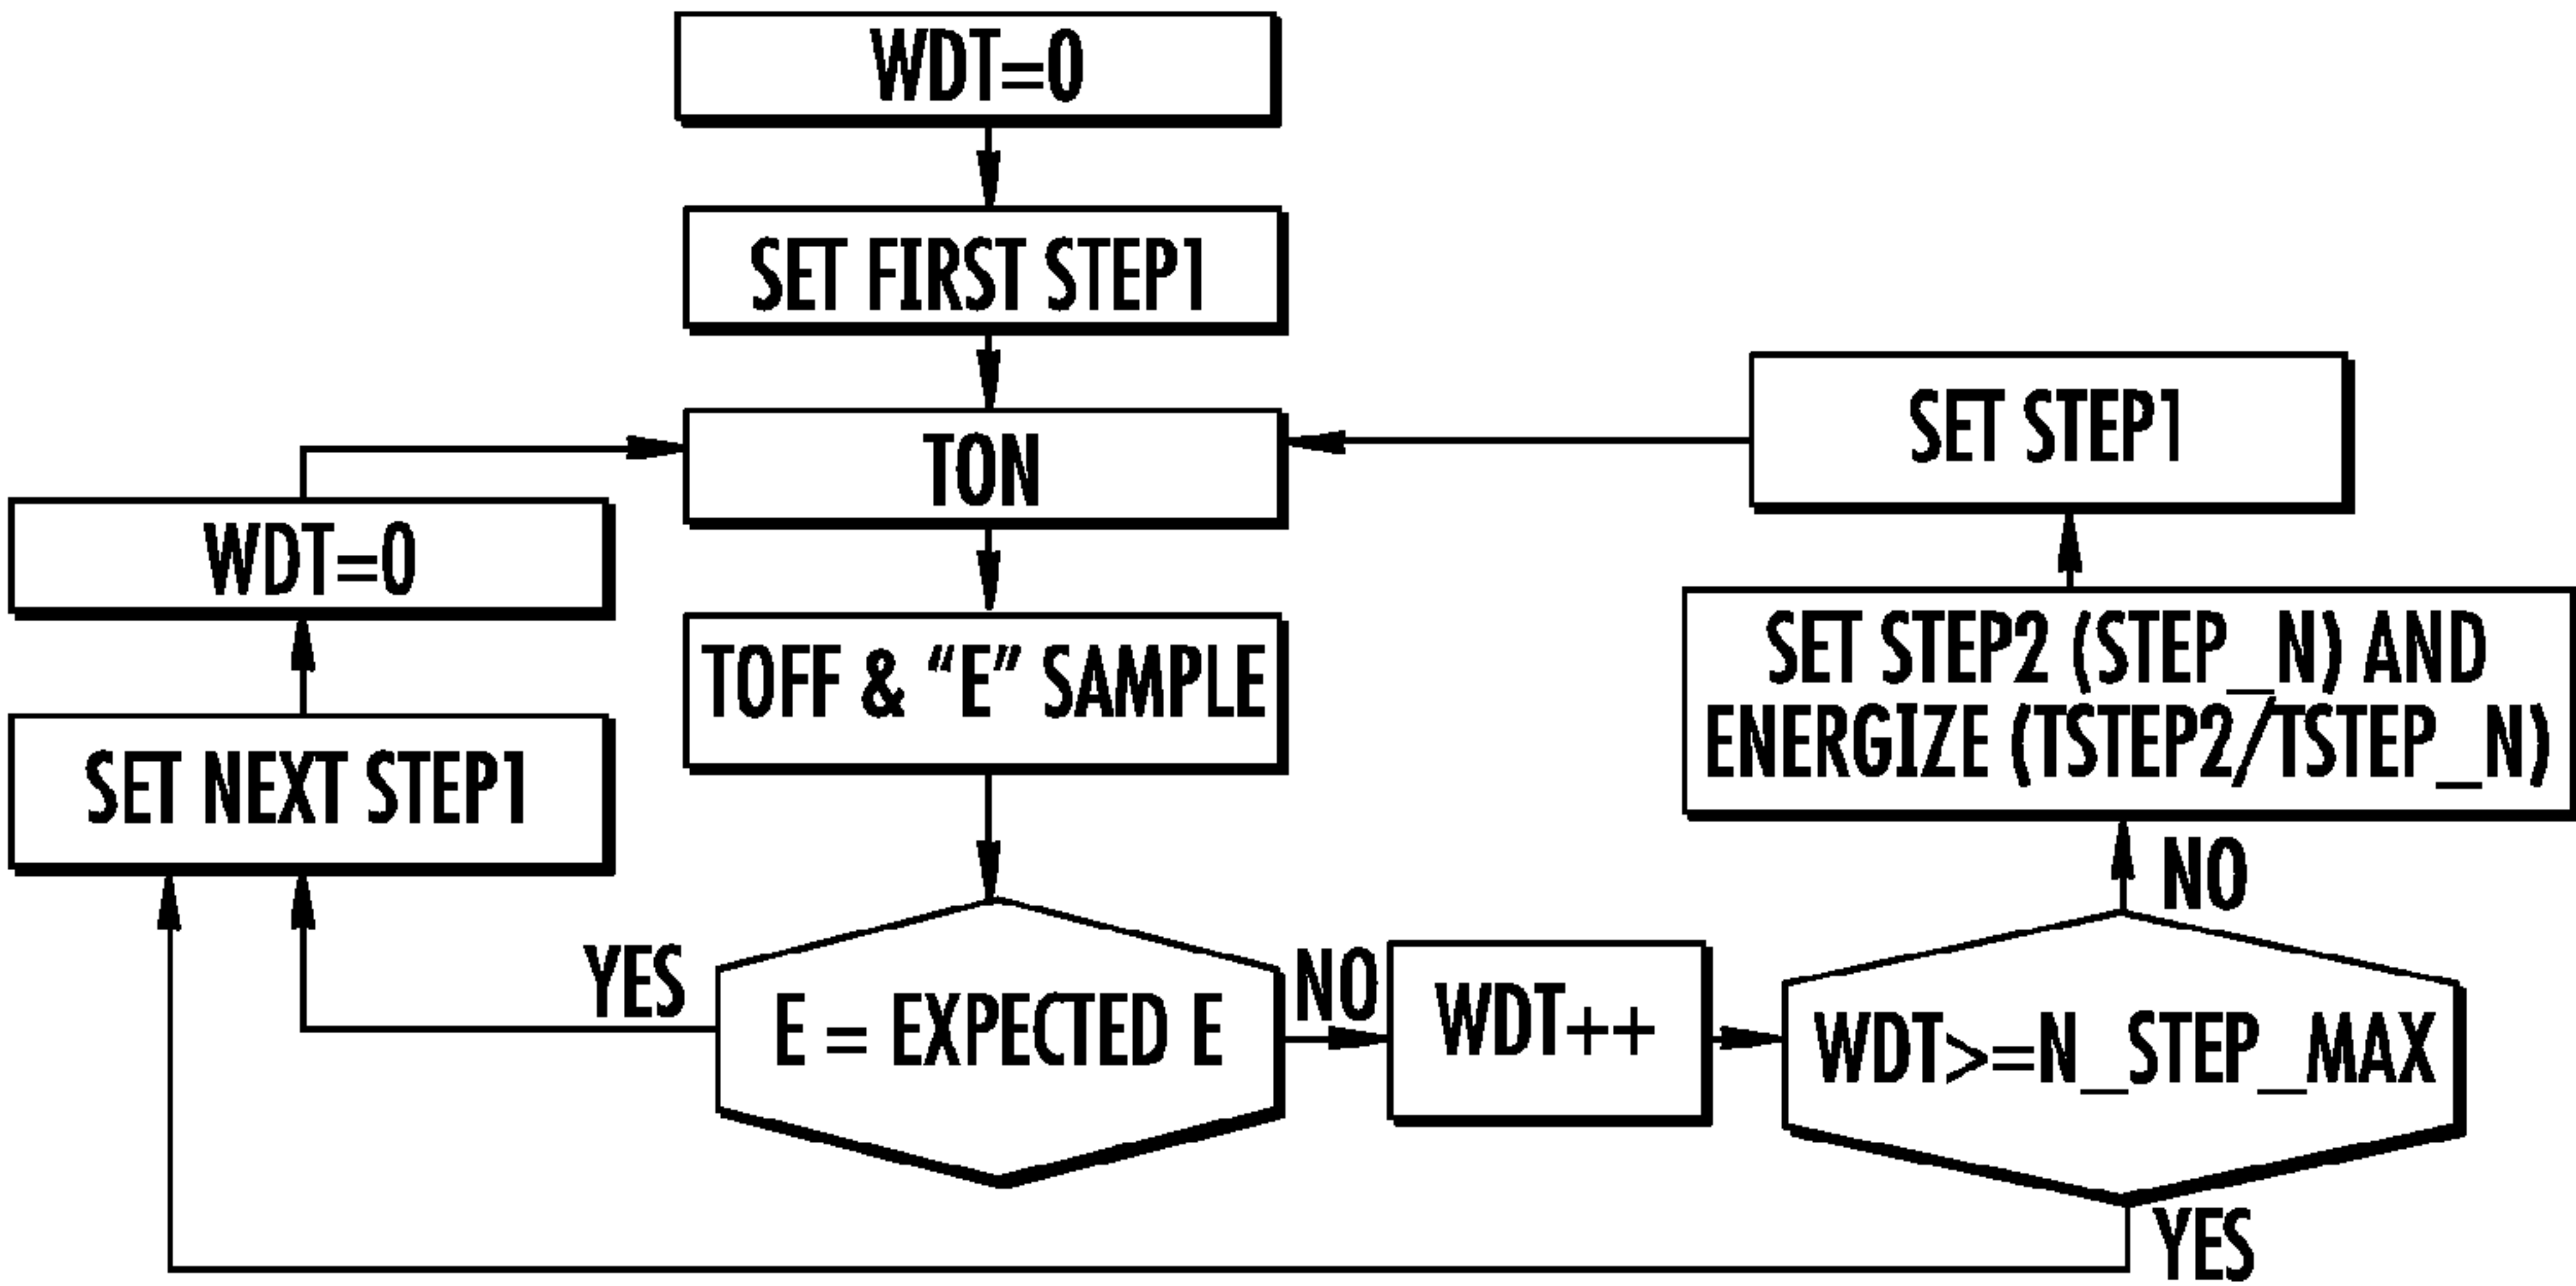 WDT=0
SET FIRST STEP1
SET STEP1
TON
WDT=0
SET STEP2 (STEP_N) AND
ENERGIZE (TSTEP2/TSTEP_N)
TOFF & “E” SAMPLE
SET NEXT STEP1
NO
YES
E = EXPECTED E
NO
WDT++
WDT>=N_STEP_MAX
YES